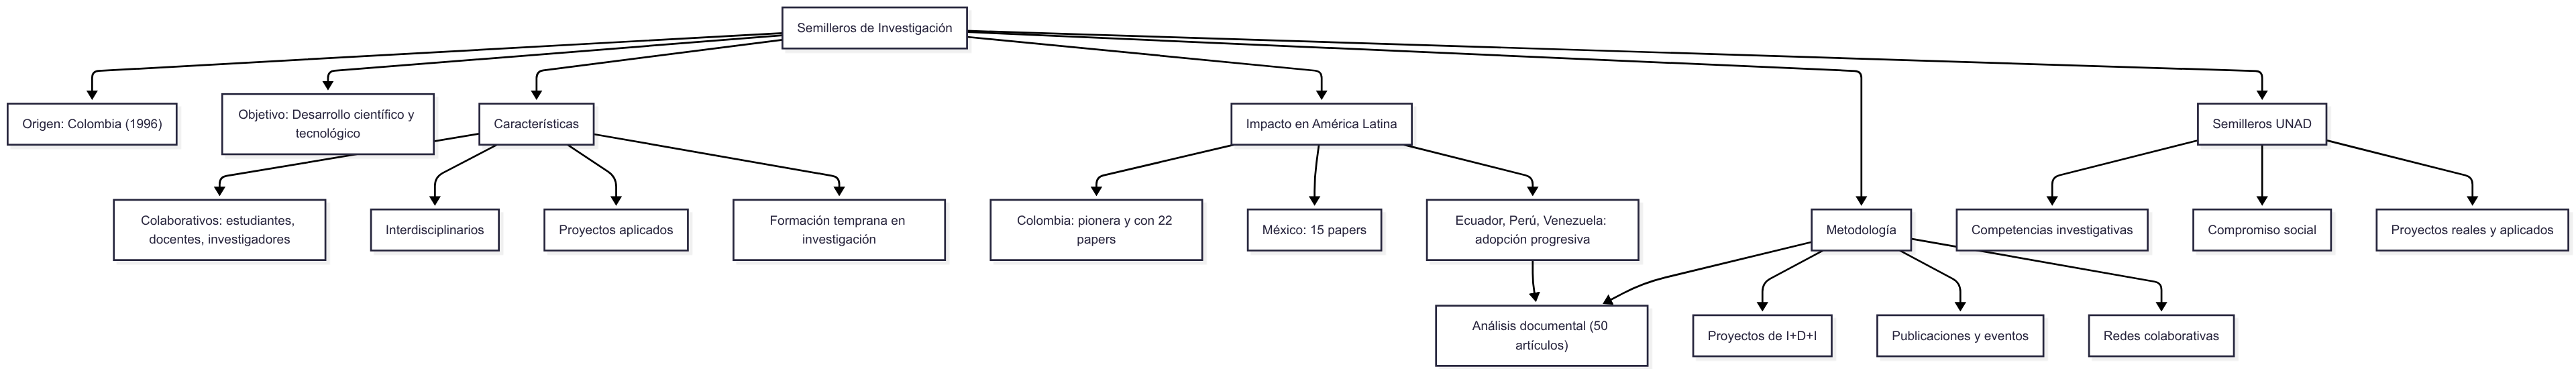 Semilleros de Investigación
Origen: Colombia (1996)
Objetivo: Desarrollo científico y
tecnológico
Características
Impacto en América Latina
Semilleros UNAD
Colaborativos: estudiantes,
docentes, investigadores
Interdisciplinarios
Proyectos aplicados
Formación temprana en
investigación
Colombia: pionera y con 22
papers
México: 15 papers
Ecuador, Perú, Venezuela:
adopción progresiva
Metodología
Competencias investigativas
Compromiso social
Proyectos reales y aplicados
Análisis documental (50
artículos)
Proyectos de I+D+I
Publicaciones y eventos
Redes colaborativas